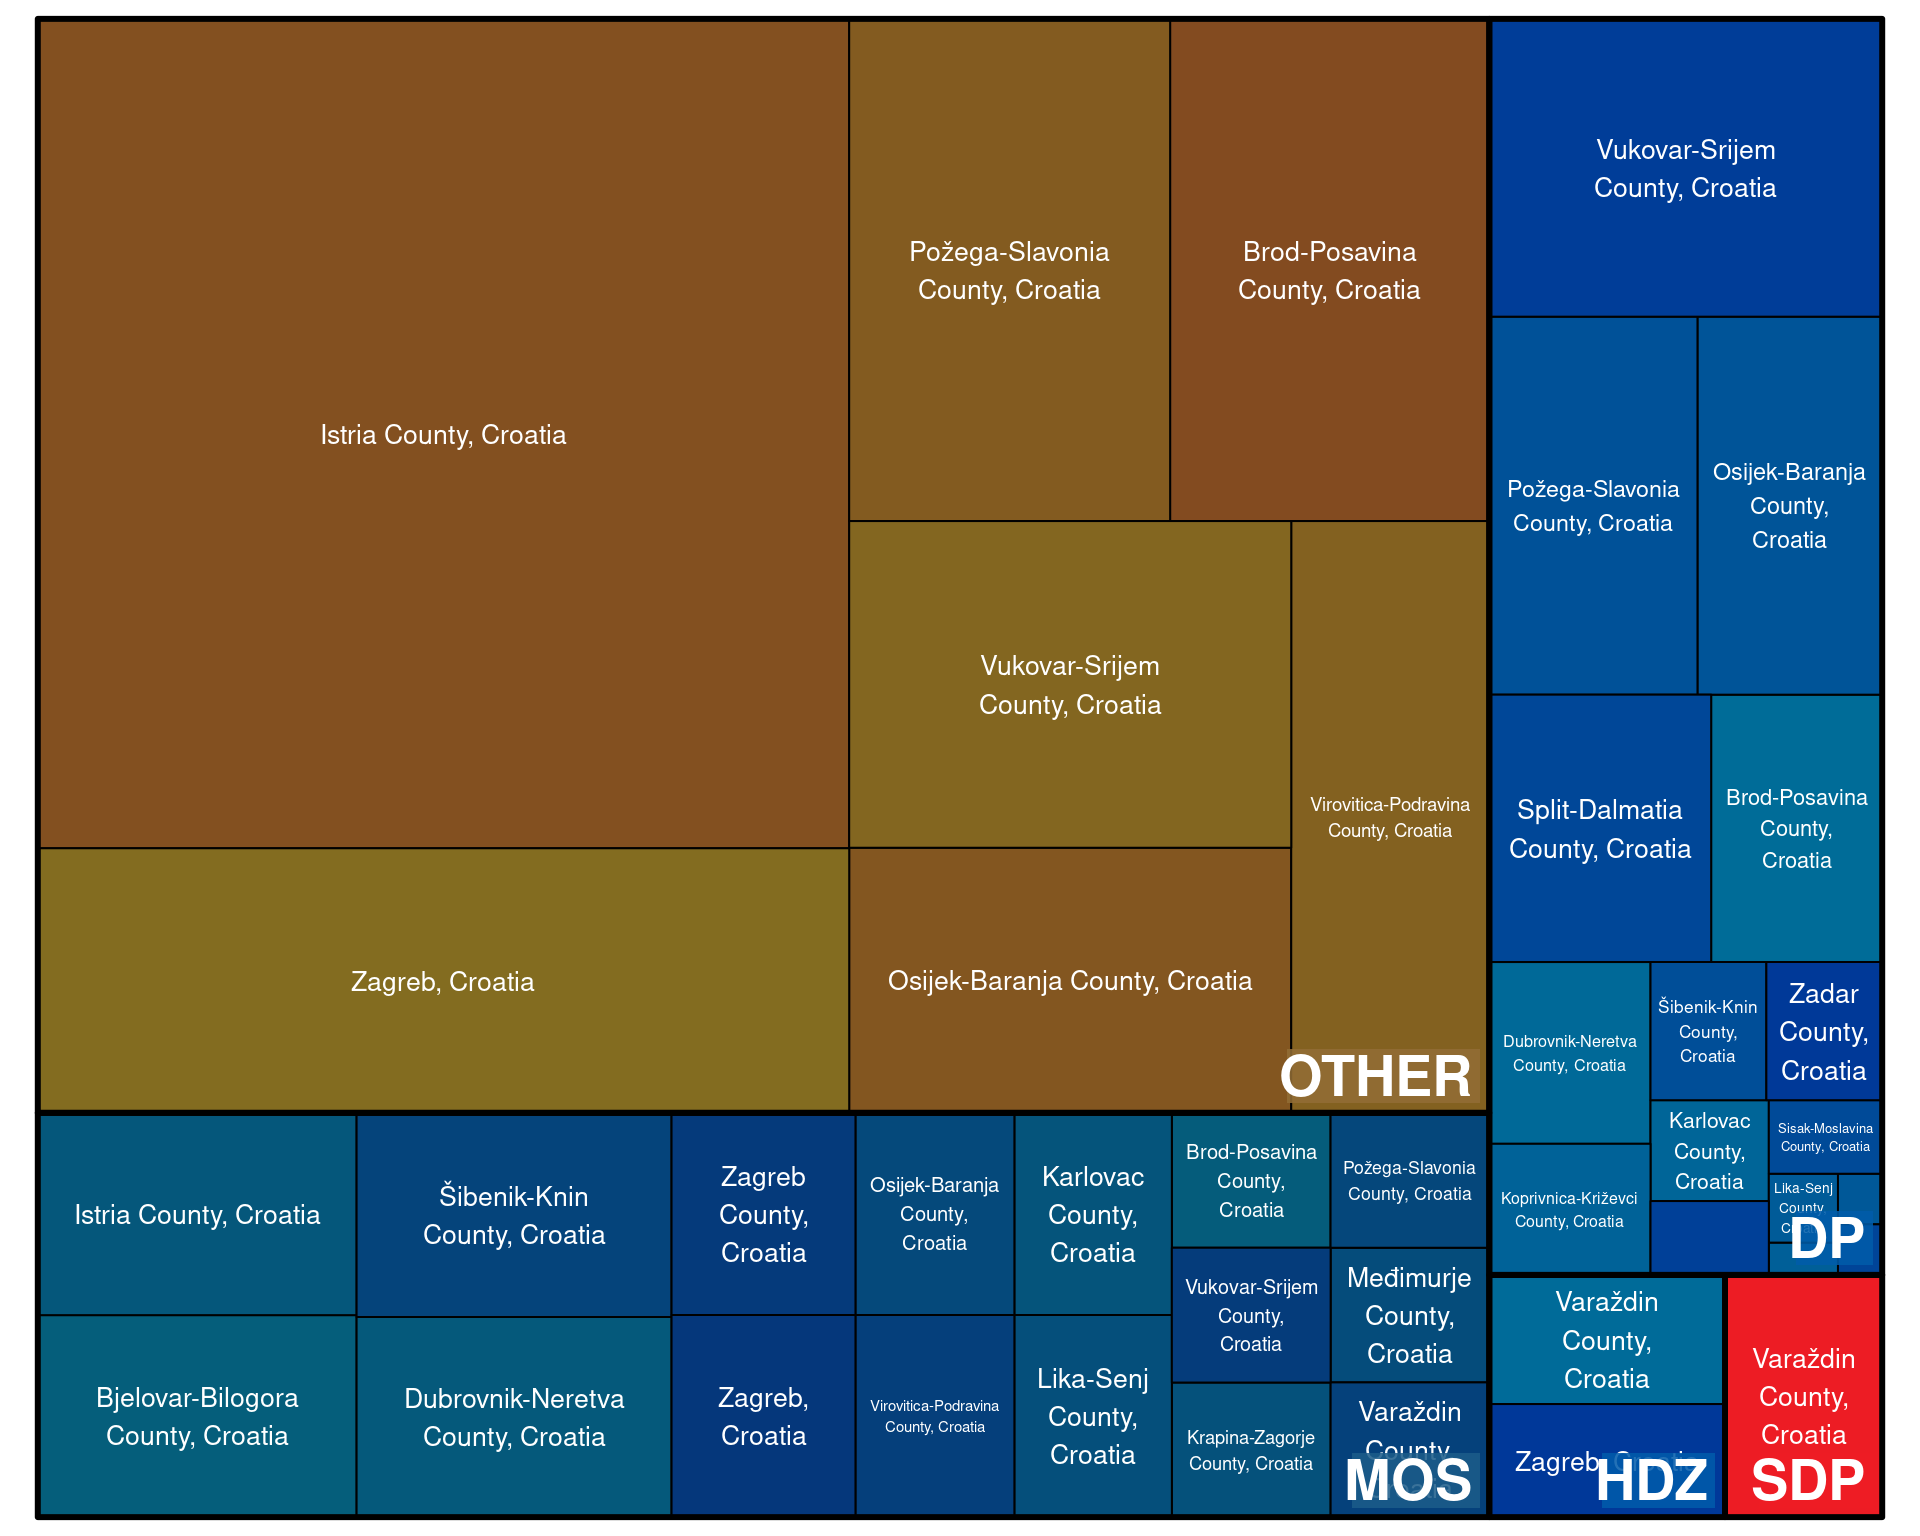 Istria County, Croatia
Požega-Slavonia
County, Croatia
Brod-Posavina
County, Croatia
Vukovar-Srijem
County, Croatia
Virovitica-Podravina
County, Croatia
Zagreb, Croatia
Osijek-Baranja County, Croatia
OTHER
Vukovar-Srijem
County, Croatia
Požega-Slavonia
County, Croatia
Osijek-Baranja
County,
Croatia
Split-Dalmatia
County, Croatia
Brod-Posavina
County,
Croatia
Dubrovnik-Neretva
County, Croatia
Šibenik-Knin
County,
Croatia
Zadar
County,
Croatia
Koprivnica-Križevci
County, Croatia
Karlovac
County,
Croatia
Sisak-Moslavina
County, Croatia
Lika-Senj
County,
DP
Istria County, Croatia
Šibenik-Knin
County, Croatia
Zagreb
County,
Croatia
Osijek-Baranja
County,
Croatia
Karlovac
County,
Croatia
Brod-Posavina
County,
Croatia
Požega-Slavonia
County, Croatia
Bjelovar-Bilogora
County, Croatia
Dubrovnik-Neretva
County, Croatia
Zagreb,
Croatia
Virovitica-Podravina
County, Croatia
Lika-Senj
County,
Croatia
Vukovar-Srijem
County,
Croatia
Međimurje
County,
Croatia
Krapina-Zagorje
County, Croatia
Varaždin
County,
MOS
Varaždin
County,
Croatia
Zagreb, Croatia
HDZ
Varaždin
County,
Croatia
SDP